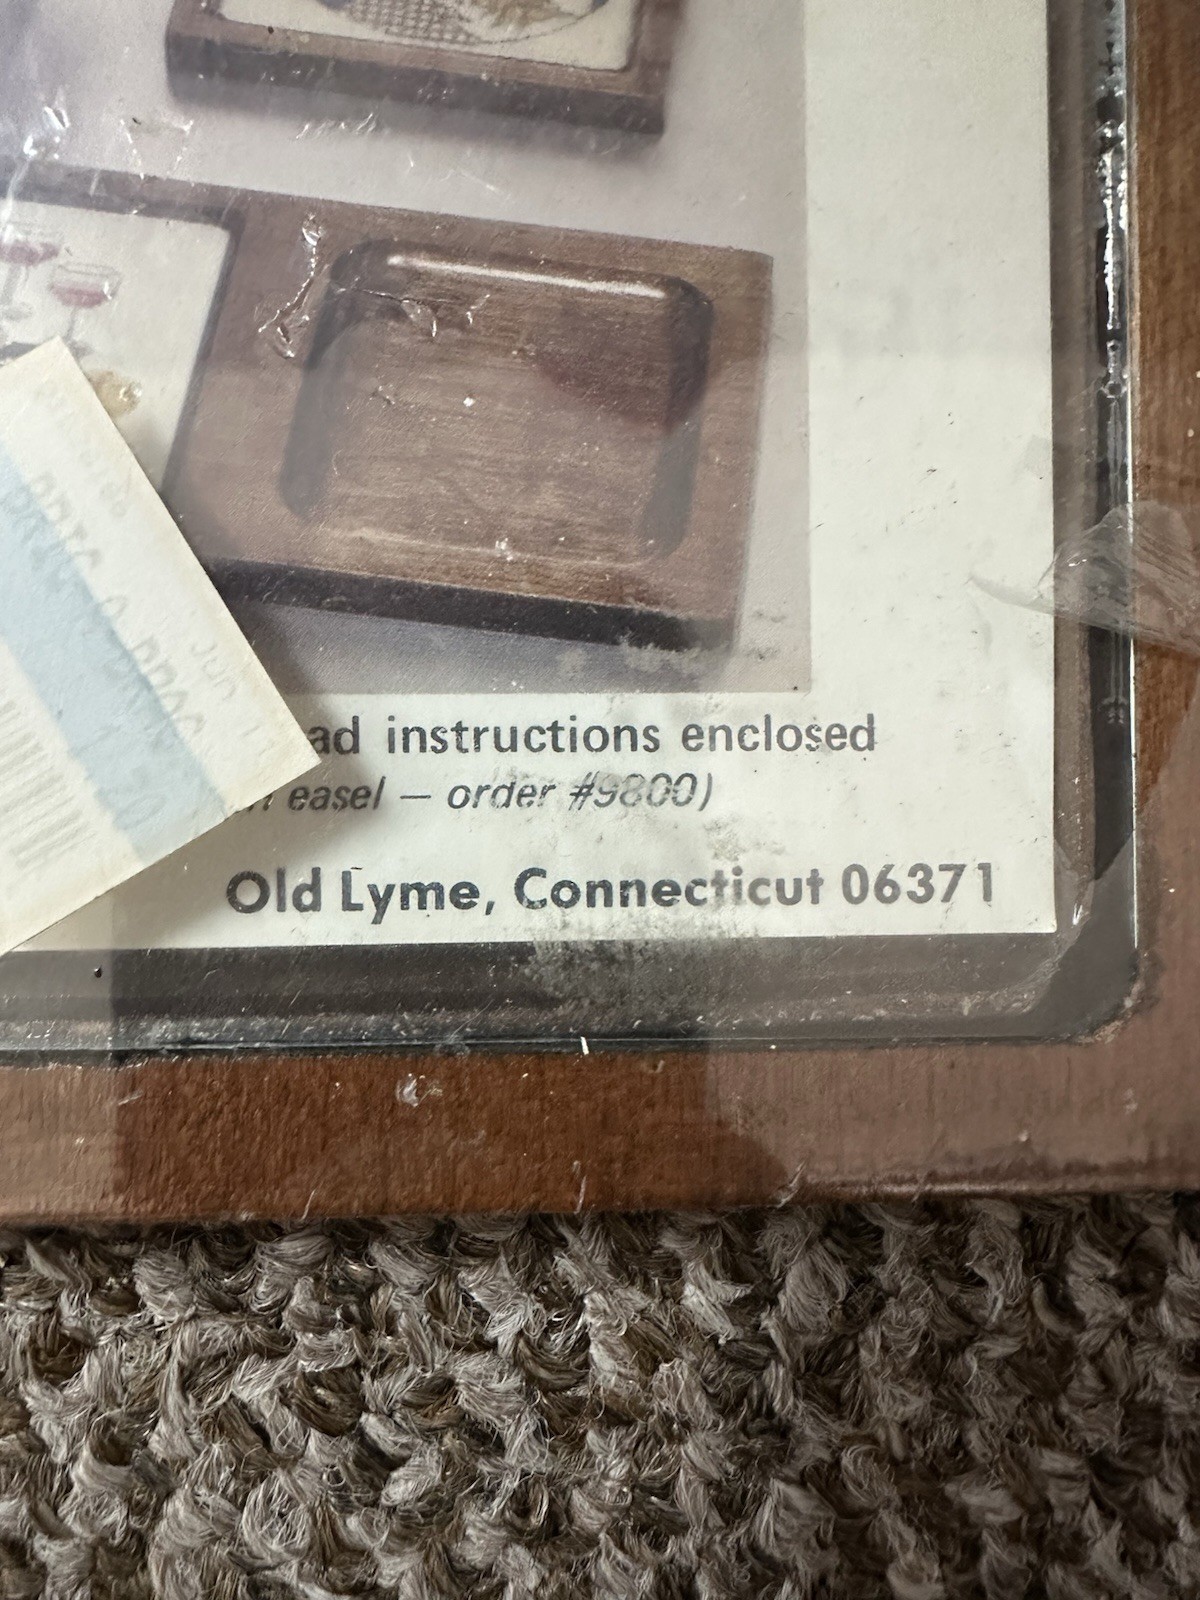 ad instructions enclosed
easel — order #9800)
Old Lyme, Connecticut 06371